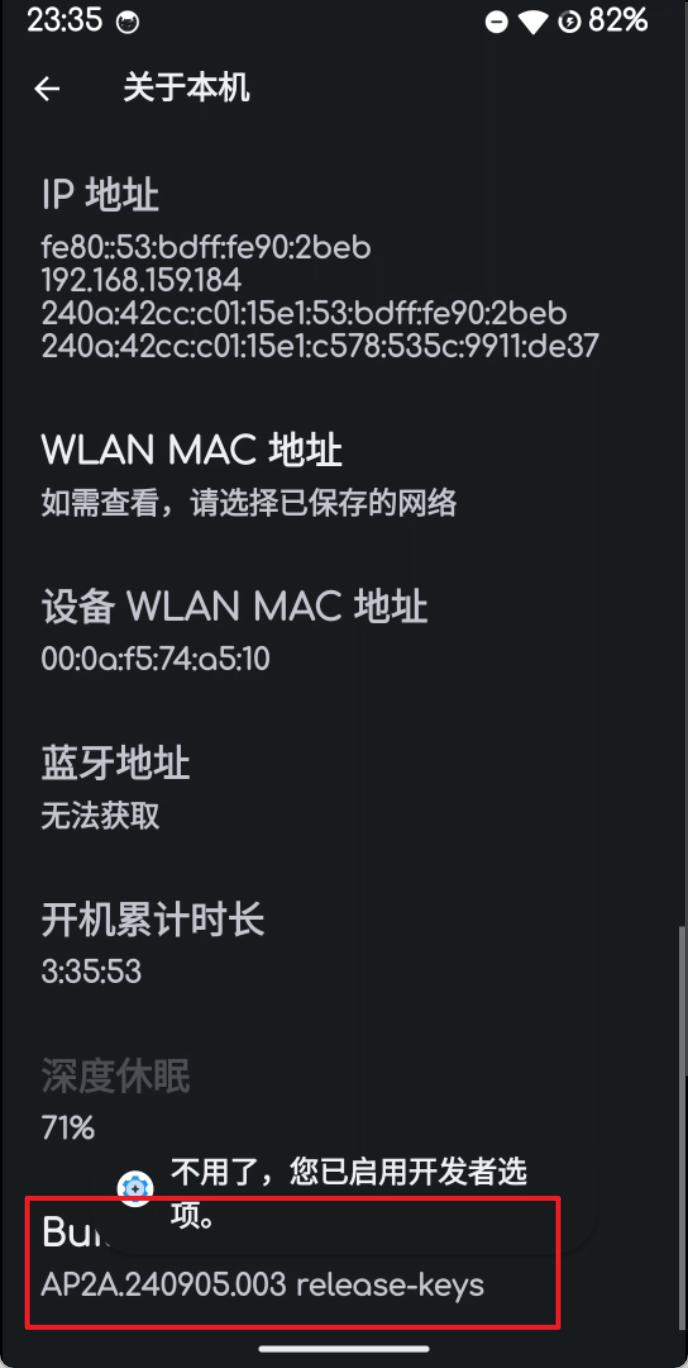 23:35 82%
关于本机
IP 地址
fe80::53:bdff:fe90:2beb
192.168.159.184
240a:42cc:c01:15e1:53:bdff:fe90:2beb
240a:42cc:c01:15e1:c578:535c:9911:de37
WLAN MAC 地址
如需查看，请选择已保存的网络
设备 WLAN MAC 地址
00:0a:f5:74:a5:10
蓝牙地址
无法获取
开机累计时长
3:35:53
深度休眠
71%
不用了，您已启用开发者选
项。
AP2A.240905.003 release-keys